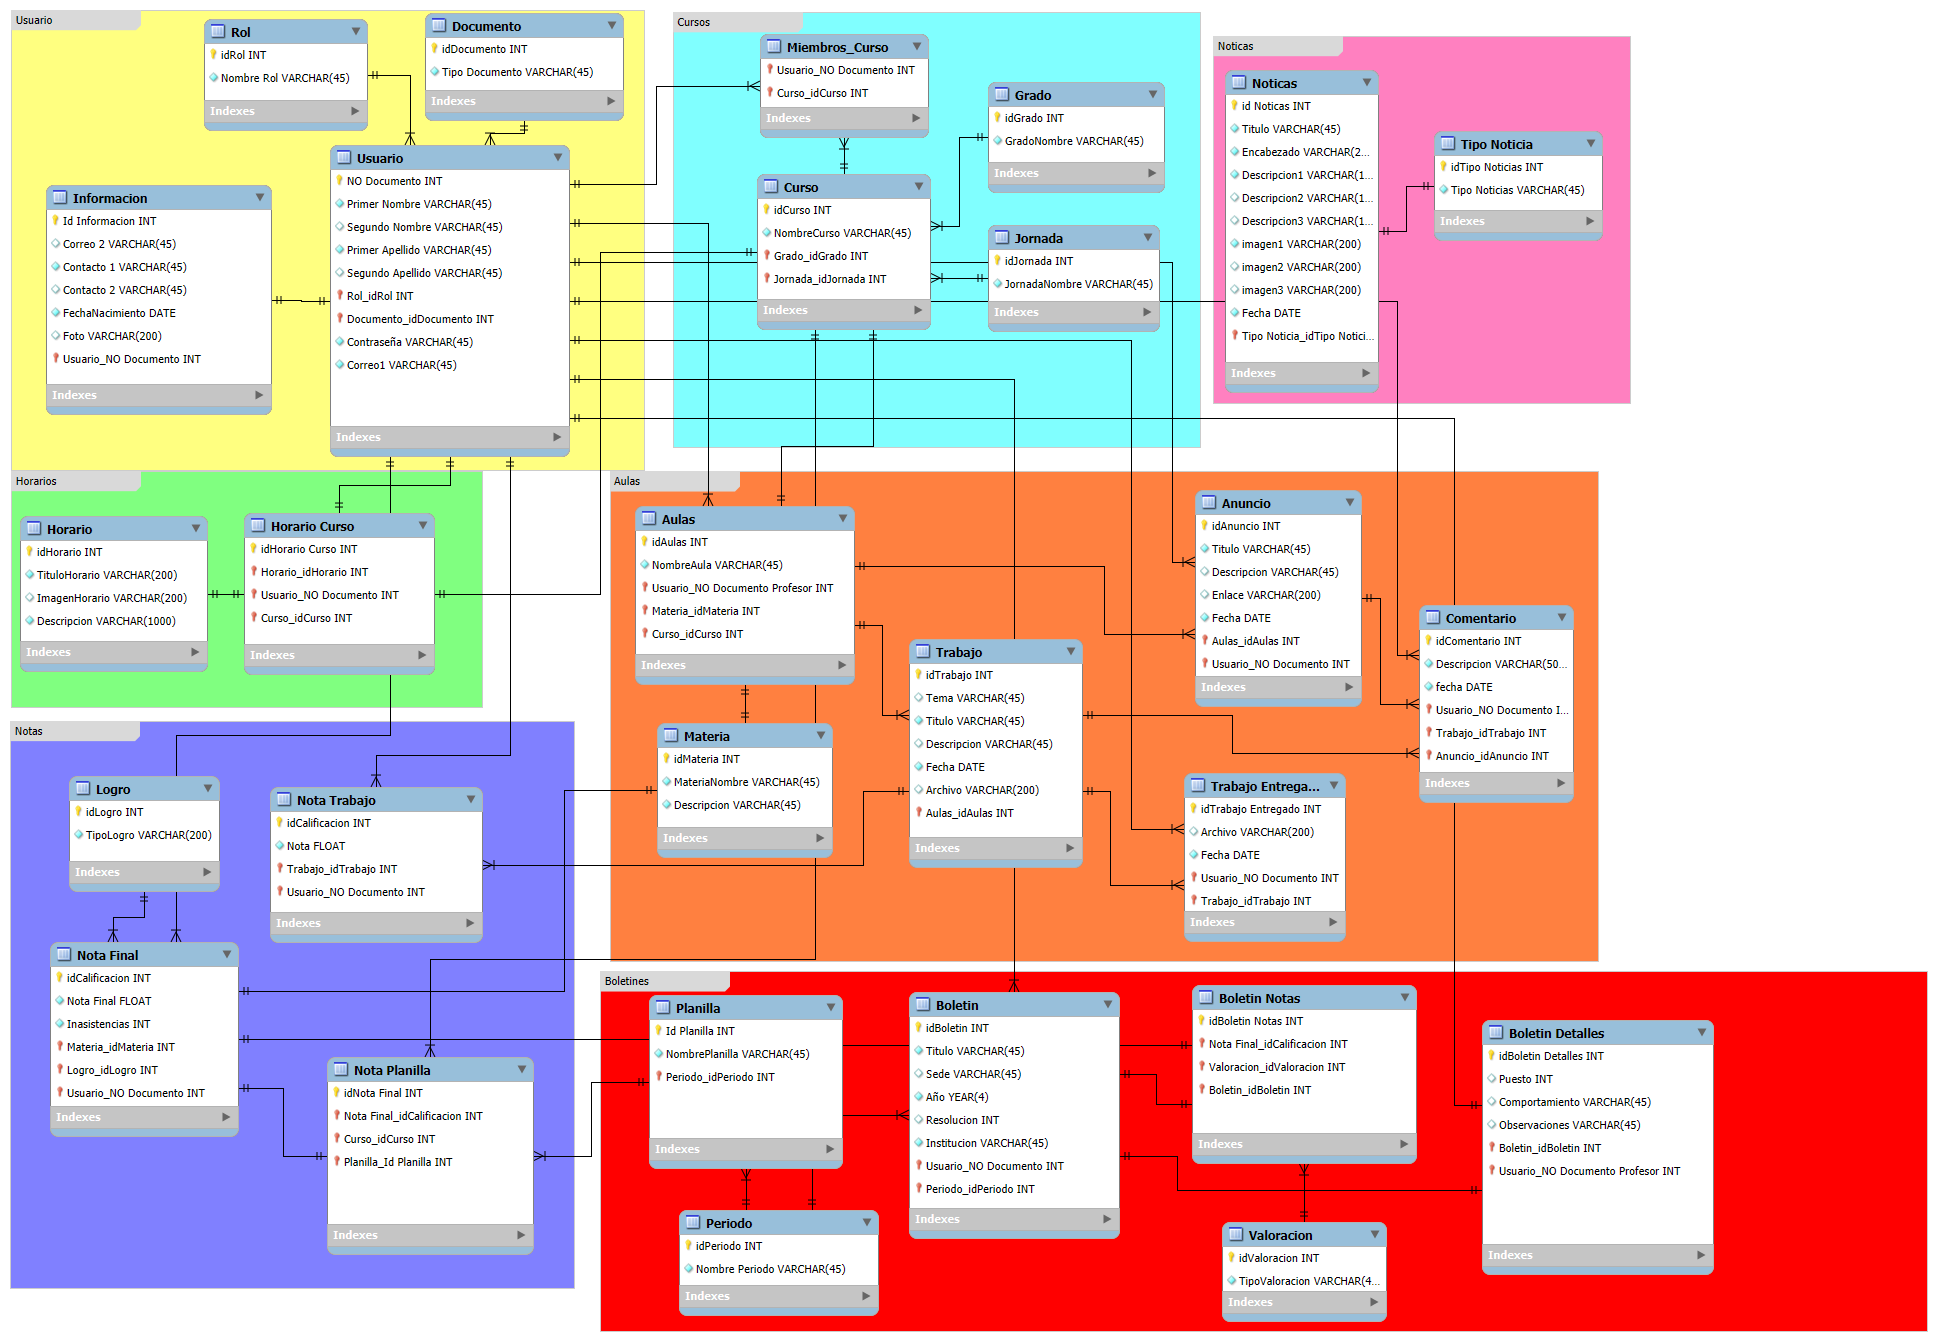 Usuario
Rol
idRol INT
Nombre Rol VARCHAR(45)
Indexes
Documento
idDocumento INT
Tipo Documento VARCHAR(45)
Indexes
Usuario
NO Documento INT
Primer Nombre VARCHAR(45)
Segundo Nombre VARCHAR(45)
Primer Apellido VARCHAR(45)
Segundo Apellido VARCHAR(45)
Rol_idRol INT
Documento_idDocumento INT
Contraseña VARCHAR(45)
Correo1 VARCHAR(45)
Indexes
Informacion
Id Informacion INT
Correo 2 VARCHAR(45)
Contacto 1 VARCHAR(45)
Contacto 2 VARCHAR(45)
FechaNacimiento DATE
Foto VARCHAR(200)
Usuario_NO Documento INT
Indexes
Cursos
Miembros_Curso
Usuario_NO Documento INT
Curso_idCurso INT
Indexes
Grado
idGrado INT
GradoNombre VARCHAR(45)
Indexes
Curso
idCurso INT
NombreCurso VARCHAR(45)
Grado_idGrado INT
Jornada_idJornada INT
Indexes
Jornada
idJornada INT
JornadaNombre VARCHAR(45)
Indexes
Noticas
Noticas
id Noticas INT
Titulo VARCHAR(45)
Encabezado VARCHAR(2...
Descripcion1 VARCHAR(1...
Descripcion2 VARCHAR(1...
Descripcion3 VARCHAR(1...
imagen1 VARCHAR(200)
imagen2 VARCHAR(200)
imagen3 VARCHAR(200)
Fecha DATE
Tipo Noticia_idTipo Notici...
Indexes
Tipo Noticia
idTipo Noticias INT
Tipo Noticias VARCHAR(45)
Indexes
Horarios
Horario
idHorario INT
TituloHorario VARCHAR(200)
ImagenHorario VARCHAR(200)
Descripcion VARCHAR(1000)
Indexes
Horario Curso
idHorario Curso INT
Horario_idHorario INT
Usuario_NO Documento INT
Curso_idCurso INT
Indexes
Aulas
Aulas
idAulas INT
NombreAula VARCHAR(45)
Usuario_NO Documento Profesor INT
Materia_idMateria INT
Curso_idCurso INT
Indexes
Materia
idMateria INT
MateriaNombre VARCHAR(45)
Descripcion VARCHAR(45)
Indexes
Trabajo
idTrabajo INT
Tema VARCHAR(45)
Titulo VARCHAR(45)
Descripcion VARCHAR(45)
Fecha DATE
Archivo VARCHAR(200)
Aulas_idAulas INT
Indexes
Anuncio
idAnuncio INT
Titulo VARCHAR(45)
Descripcion VARCHAR(45)
Enlace VARCHAR(200)
Fecha DATE
Aulas_idAulas INT
Usuario_NO Documento INT
Indexes
Comentario
idComentario INT
Descripcion VARCHAR(50...
fecha DATE
Usuario_NO Documento I...
Trabajo_idTrabajo INT
Anuncio_idAnuncio INT
Indexes
Trabajo Entrega...
idTrabajo Entregado INT
Archivo VARCHAR(200)
Fecha DATE
Usuario_NO Documento INT
Trabajo_idTrabajo INT
Indexes
Notas
Logro
idLogro INT
TipoLogro VARCHAR(200)
Indexes
Nota Trabajo
idCalificacion INT
Nota FLOAT
Trabajo_idTrabajo INT
Usuario_NO Documento INT
Indexes
Nota Final
idCalificacion INT
Nota Final FLOAT
Inasistencias INT
Materia_idMateria INT
Logro_idLogro INT
Usuario_NO Documento INT
Indexes
Nota Planilla
idNota Final INT
Nota Final_idCalificacion INT
Curso_idCurso INT
Planilla_Id Planilla INT
Indexes
Boletines
Planilla
Id Planilla INT
NombrePlanilla VARCHAR(45)
Periodo_idPeriodo INT
Indexes
Periodo
idPeriodo INT
Nombre Periodo VARCHAR(45)
Indexes
Boletin
idBoletin INT
Titulo VARCHAR(45)
Sede VARCHAR(45)
Año YEAR(4)
Resolucion INT
Institucion VARCHAR(45)
Usuario_NO Documento INT
Periodo_idPeriodo INT
Indexes
Boletin Notas
idBoletin Notas INT
Nota Final_idCalificacion INT
Valoracion_idValoracion INT
Boletin_idBoletin INT
Indexes
Valoracion
idValoracion INT
TipoValoracion VARCHAR(4...
Indexes
Boletin Detalles
idBoletin Detalles INT
Puesto INT
Comportamiento VARCHAR(45)
Observaciones VARCHAR(45)
Boletin_idBoletin INT
Usuario_NO Documento Profesor INT
Indexes